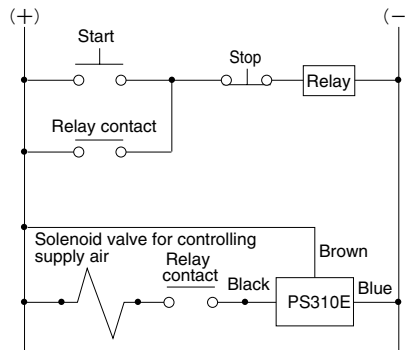 (+) (−)
Start
Stop
Relay
Relay contact
Solenoid valve for controlling
supply air
Relay
contact
Brown
Black
PS310E
Blue